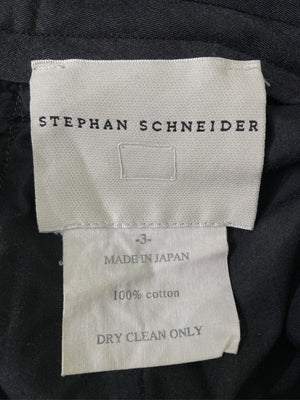 STEPHAN SCHNEIDER
-3-
MADE IN JAPAN
100% cotton
DRY CLEAN ONLY